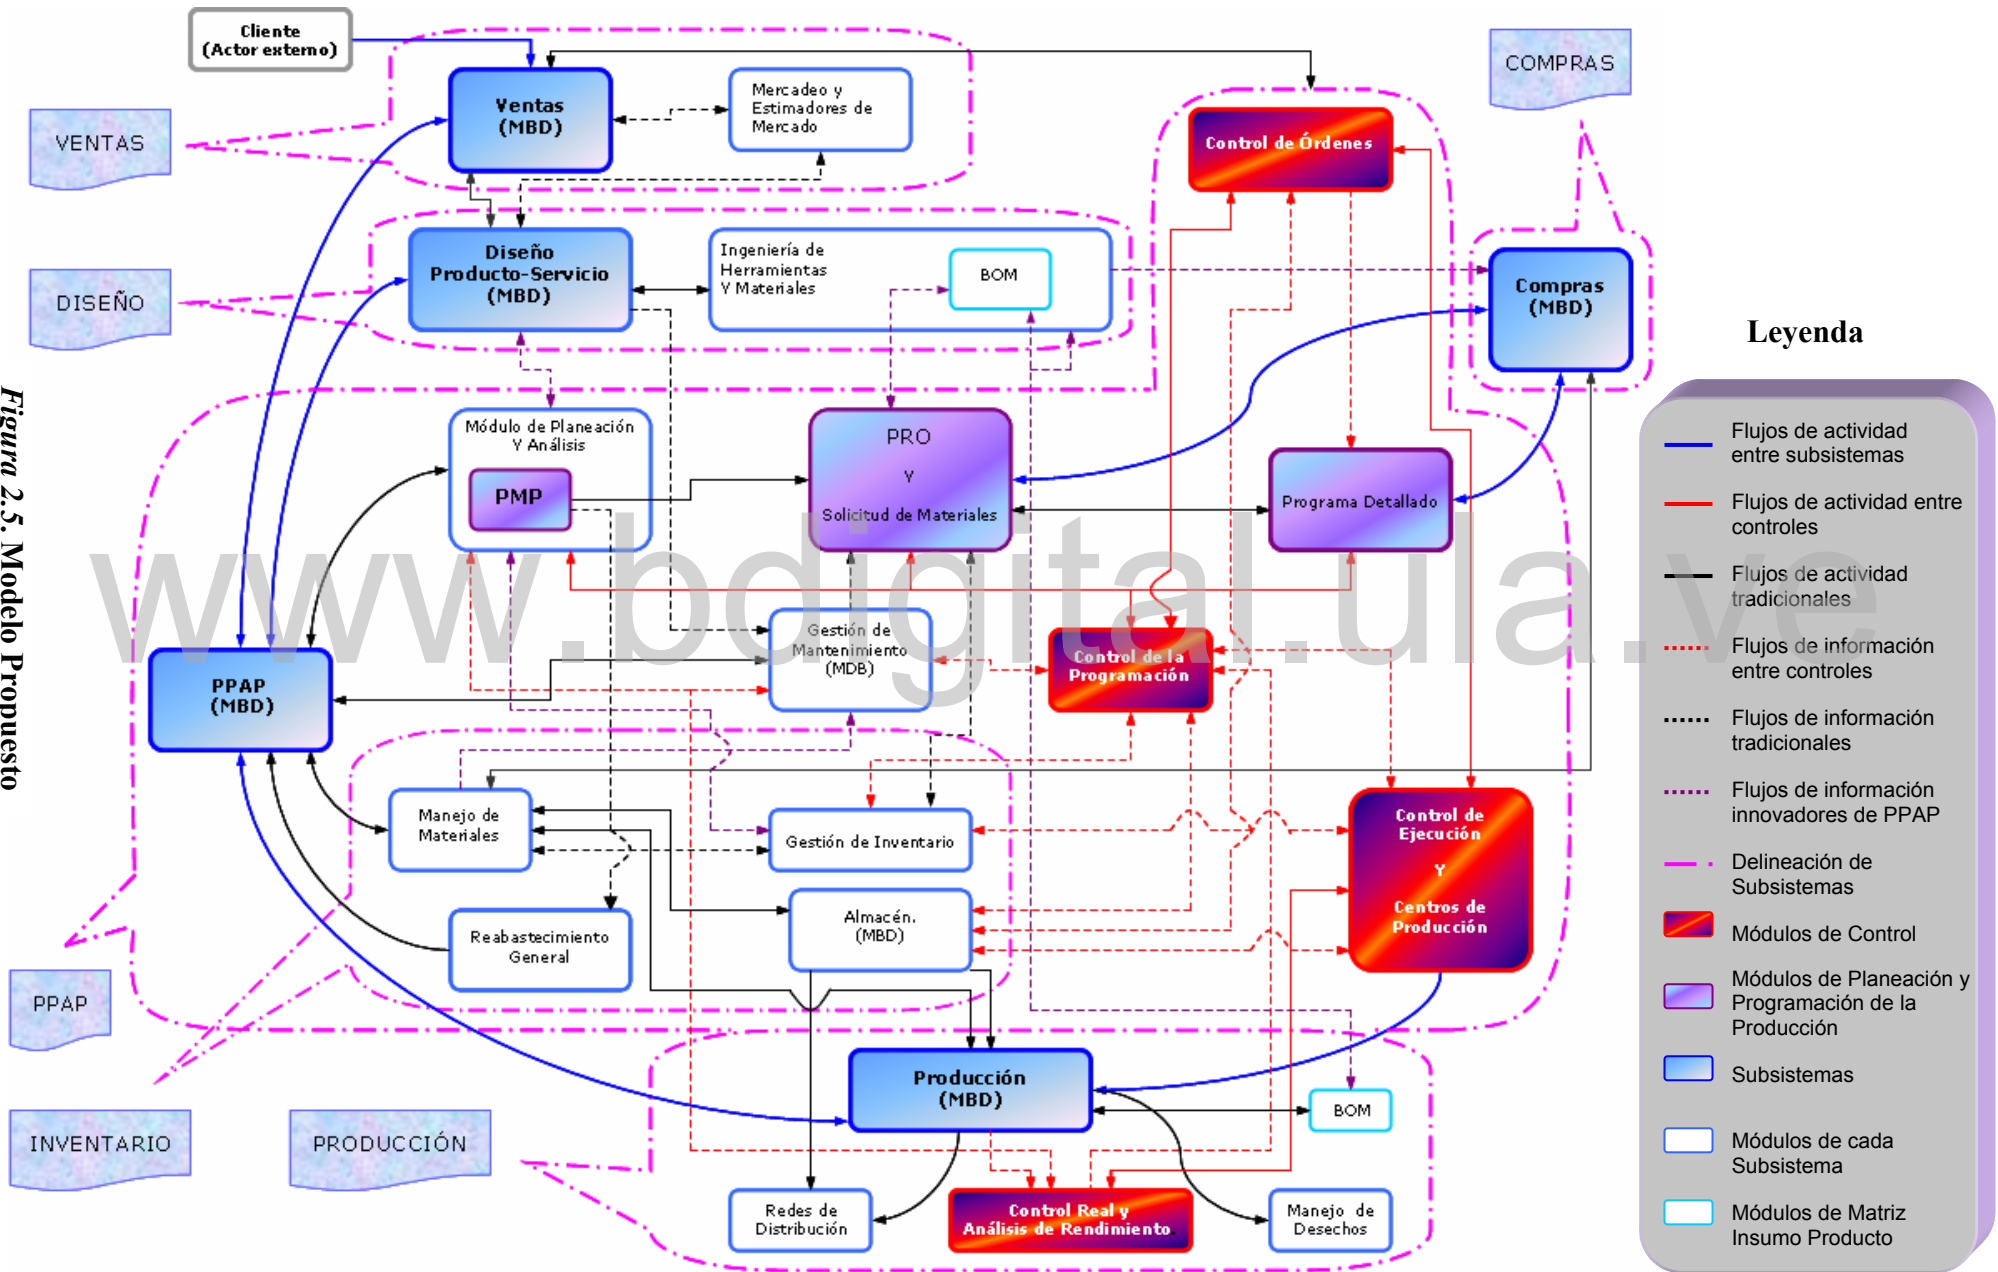 Cliente
(Actor externo)
COMPRAS
VENTAS
Ventas
(MBD)
Mercadeo y
Estimadores de
Mercado
Control de Órdenes
DISEÑO
Diseño
Producto-Servicio
(MBD)
Ingeniería de
Herramientas
Y Materiales
BOM
Compras
(MBD)
Módulo de Planeación
Y Análisis
PMP
PRO
Y
Solicitud de Materiales
Programa Detallado
PPAP
(MBD)
Gestión de
Mantenimiento
(MDB)
Control de la
Programación
Manejo de
Materiales
Gestión de Inventario
Control de
Ejecución
Y
Centros de
Producción
Reabastecimiento
General
Almacén.
(MBD)
PPAP
INVENTARIO
PRODUCCIÓN
Producción
(MBD)
BOM
Redes de
Distribución
Control Real y
Análisis de Rendimiento.
Manejo de
Desechos
Leyenda
Flujos de actividad
entre subsistemas
Flujos de actividad entre
controles
Flujos de actividad
tradicionales
Flujos de información
entre controles
Flujos de información
tradicionales
Flujos de información
innovadores de PPAP
Delineación de
Subsistemas
Módulos de Control
Módulos de Planeación y
Programación de la
Producción
Subsistemas
Módulos de cada
Subsistema
Módulos de Matriz
Insumo Producto
Figura 2.5. Modelo Propuesto
www.bdigital.ula.ve